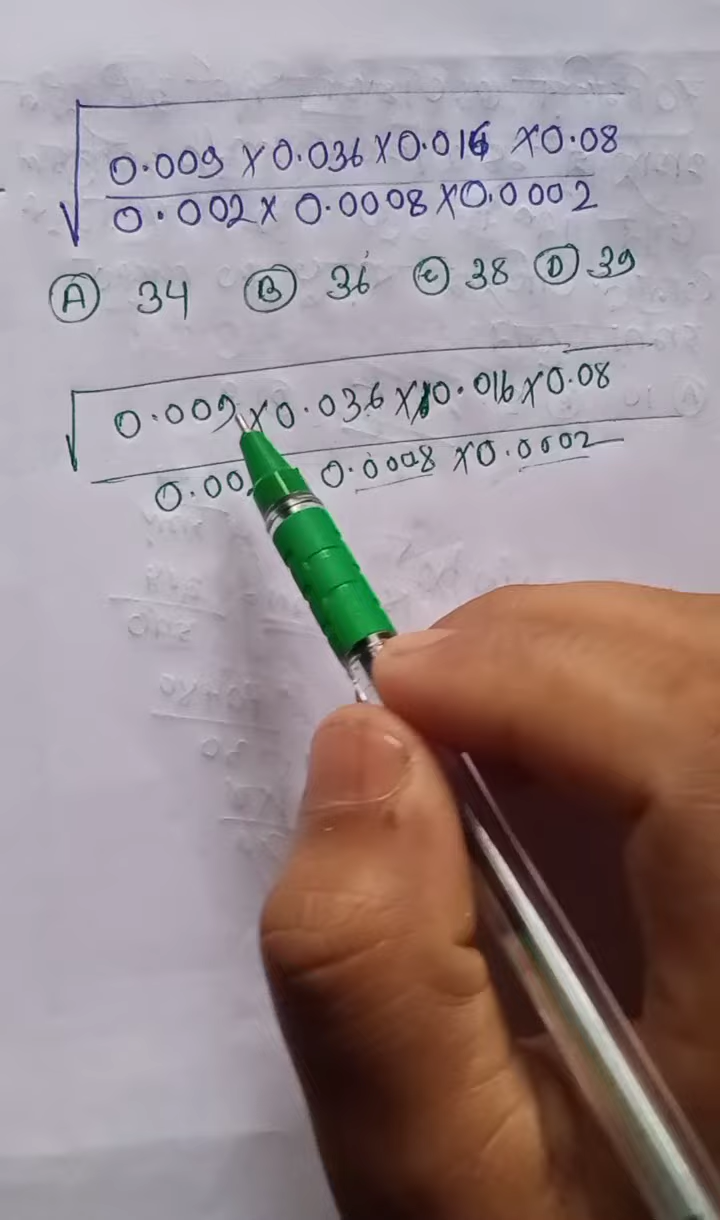 √
0.009 × 0.036 × 0.016 × 0.08
0.002 × 0.0008 × 0.0002
(A) 34 (B) 36 (C) 38 (D) 39
√
0.009 × 0.036 × 0.016 × 0.08
0.00 0.0008 × 0.0002